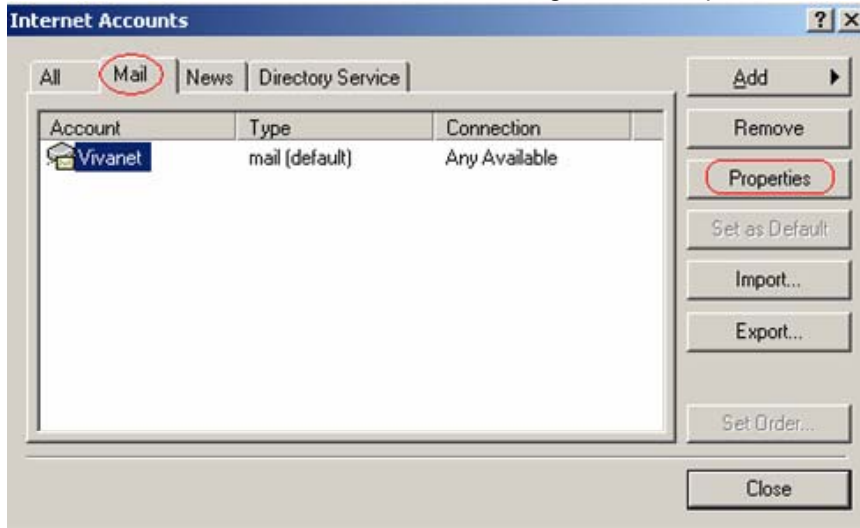 Internet Accounts
All Mail News Directory Service
Account Type Connection
Vivanet mail (default) Any Available
Add
Remove
Properties
Set as Default
Import...
Export...
Set Order...
Close